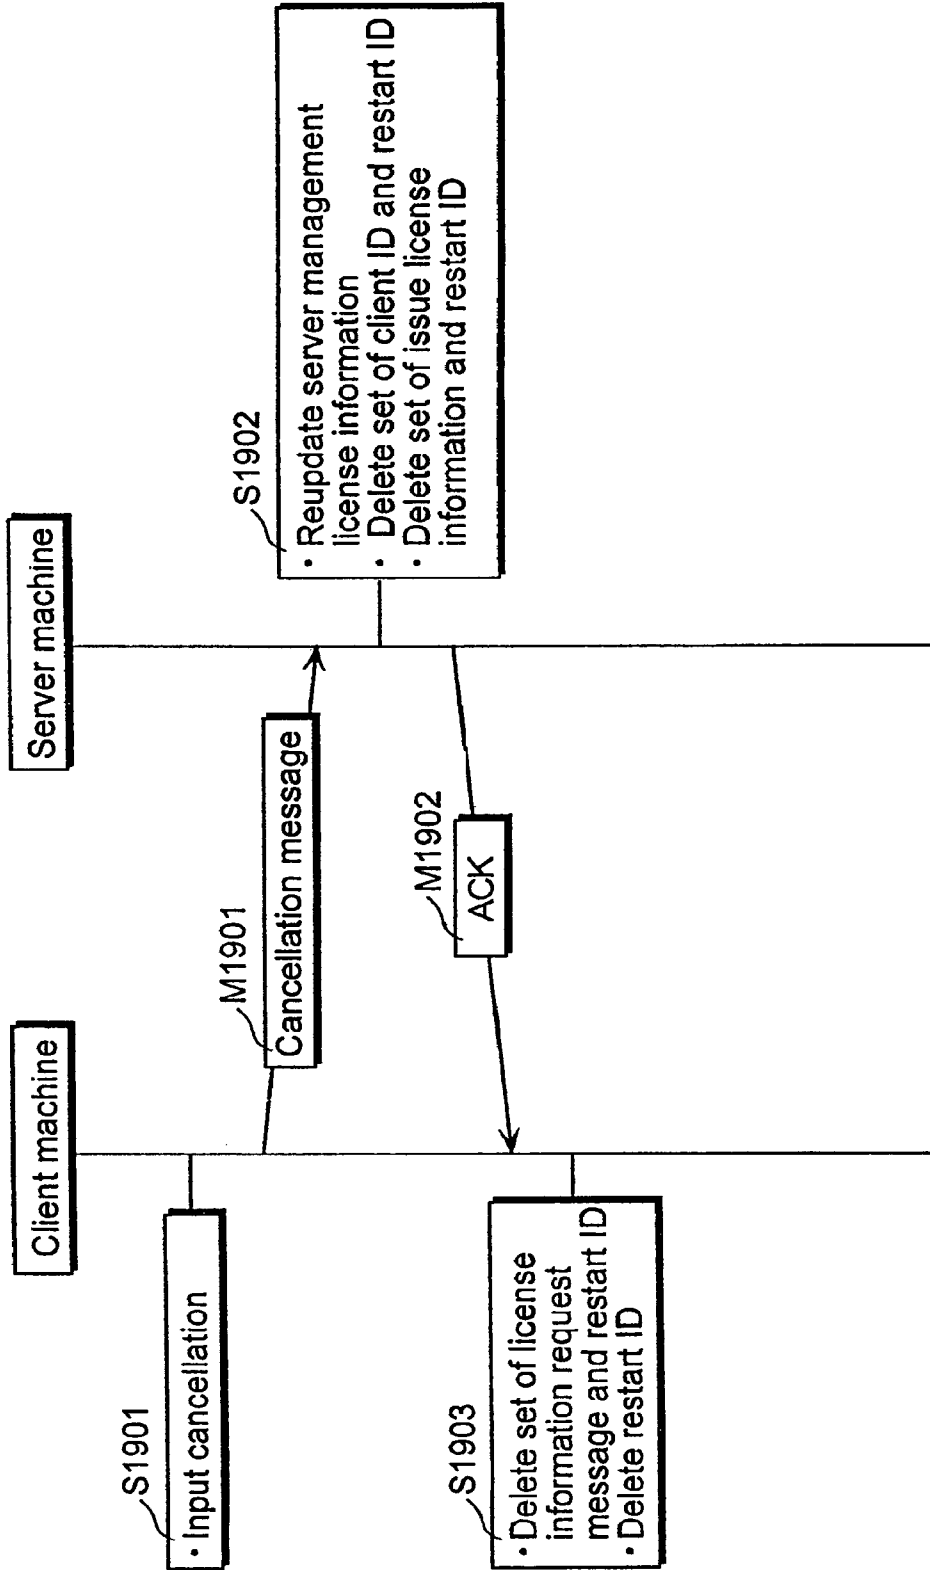 Client machine
Server machine
S1901
• Input cancellation
M1901
Cancellation message
S1902
• Reupdate server management
license information
• Delete set of client ID and restart ID
• Delete set of issue license
information and restart ID
M1902
ACK
S1903
• Delete set of license
information request
message and restart ID
• Delete restart ID